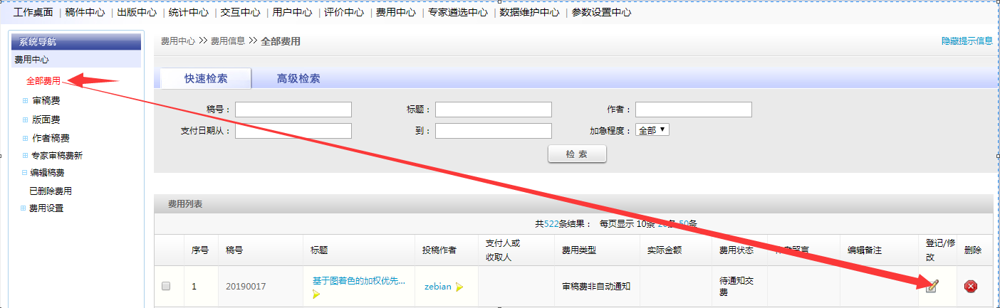 工作桌面 | 稿件中心 | 出版中心 | 统计中心 | 交互中心 | 用户中心 | 评价中心 | 费用中心 | 专家遴选中心 | 数据维护中心 | 参数设置中心
系统导航
费用中心
全部费用
审稿费
版面费
作者稿费
专家审稿费新
编辑稿费
已删除费用
费用设置
费用中心 >> 费用信息 >> 全部费用
隐藏提示信息
快速检索 高级检索
稿号： 标题： 作者：
支付日期从： 到： 加急程度： 全部
检 索
费用列表
共522条结果： 每页显示 10条 20条 50条
序号 稿号 标题 投稿作者 支付人或 费用类型 实际金额 费用状态 编辑备注 登记/修 删除
收取人 改
1 20190017 基于图着色的加权优先... zebian 审稿费非自动通知 待通知交
费